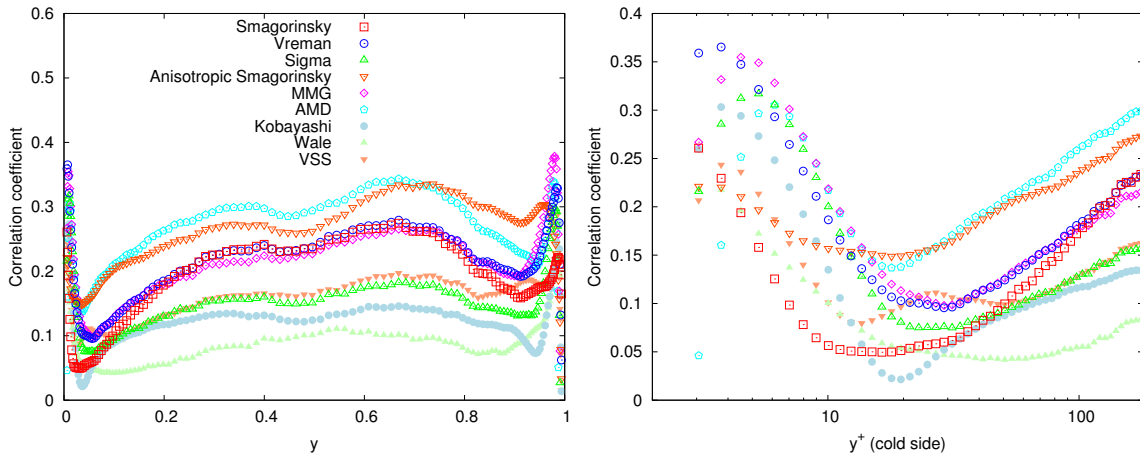 0.6
0.5
0.4
0.3
0.2
0.1
0
0
0.2
0.4
0.6
0.8
1
Correlation coefficient
y
Smagorinsky
Vreman
Sigma
Anisotropic Smagorinsky
MMG
AMD
Kobayashi
Wale
VSS
0.4
0.35
0.3
0.25
0.2
0.15
0.1
0.05
0
10
100
Correlation coefficient
y+ (cold side)